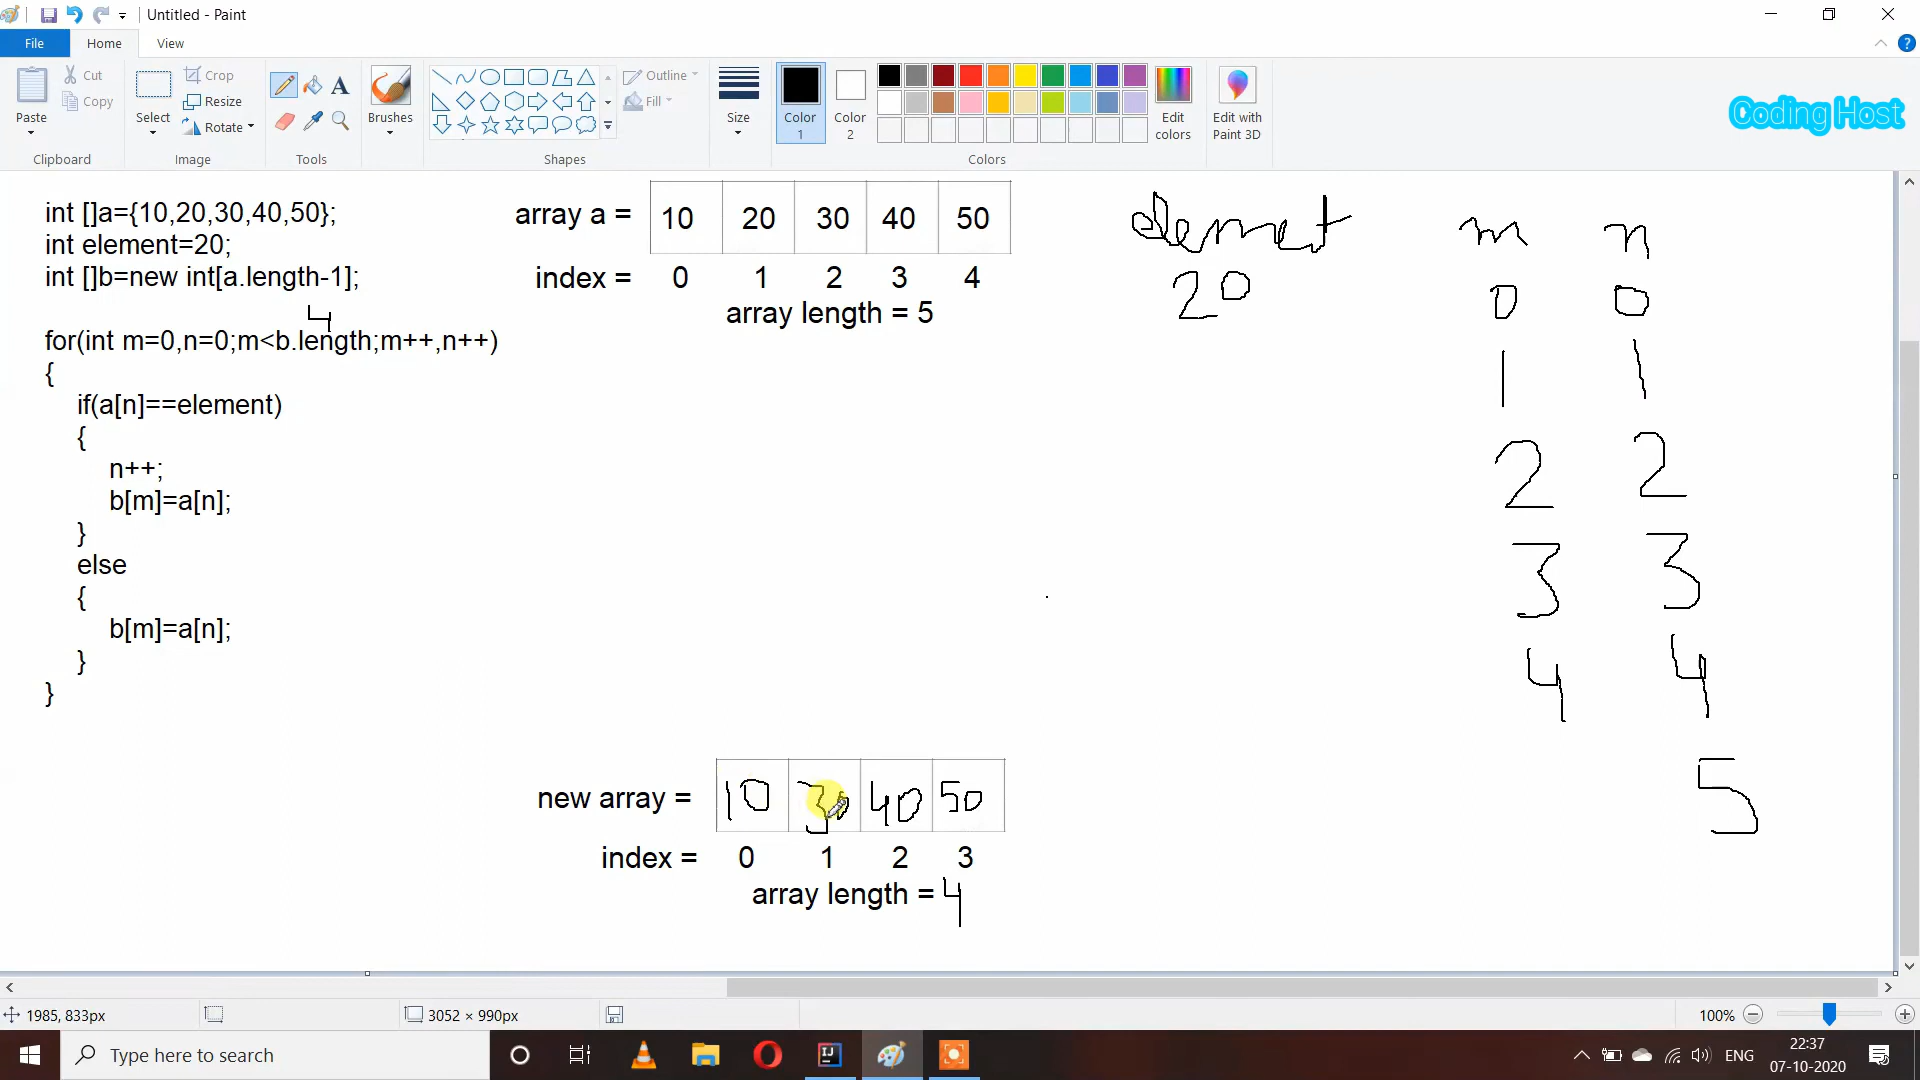 Untitled - Paint
File
Home
View
Paste
Cut
Copy
Clipboard
Select
Crop
Resize
Rotate
Image
Tools
Brushes
Shapes
Outline
Fill
Size
Color 1
Color 2
Edit colors
Edit with Paint 3D
Colors
Coding Host
int []a={10,20,30,40,50};
int element=20;
int []b=new int[a.length-1];
4
for(int m=0,n=0;m<b.length;m++,n++)
{
if(a[n]==element)
{
n++;
b[m]=a[n];
}
else
{
b[m]=a[n];
}
}
array a = 10 20 30 40 50
index = 0 1 2 3 4
array length = 5
elemet
20
m n
0 0
1 1
2 2
3 3
4 4
5
new array = 10 30 40 50
index = 0 1 2 3
array length = 4
1985, 833px
3052 × 990px
100%
Type here to search
ENG
22:37
07-10-2020